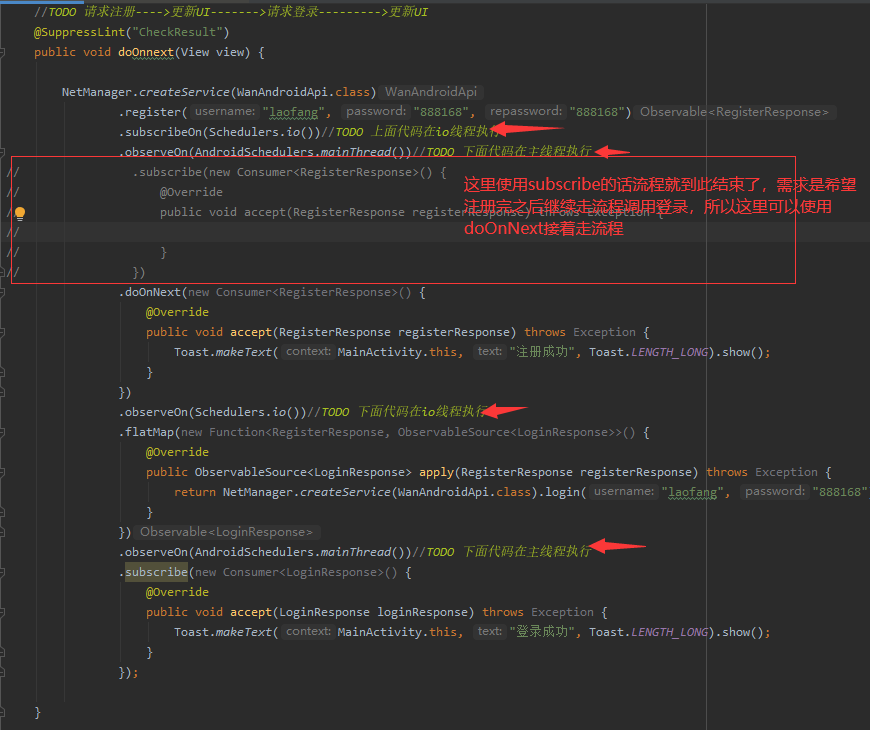 //TODO 请求注册---->更新UI------->请求登录--------->更新UI
@SuppressLint("CheckResult")
public void doOnnext(View view) {
NetManager.createService(WanAndroidApi.class) WanAndroidApi
.register( username: "laofang", password: "888168", repassword: "888168") Observable<RegisterResponse>
.subscribeOn(Schedulers.io())//TODO 上面代码在io线程执行
.observeOn(AndroidSchedulers.mainThread())//TODO 下面代码在主线程执行
// .subscribe(new Consumer<RegisterResponse>() {
// @Override
/ public void accept(RegisterResponse registerResponse) throws Exception {
//
// }
// })
这里使用subscribe的话流程就到此结束了，需求是希望
注册完之后继续走流程调用登录，所以这里可以使用
doOnNext接着走流程
.doOnNext(new Consumer<RegisterResponse>() {
@Override
public void accept(RegisterResponse registerResponse) throws Exception {
Toast.makeText( context: MainActivity.this, text: "注册成功", Toast.LENGTH_LONG).show();
}
})
.observeOn(Schedulers.io())//TODO 下面代码在io线程执行
.flatMap(new Function<RegisterResponse, ObservableSource<LoginResponse>>() {
@Override
public ObservableSource<LoginResponse> apply(RegisterResponse registerResponse) throws Exception {
return NetManager.createService(WanAndroidApi.class).login( username: "laofang", password: "888168"
}
}) Observable<LoginResponse>
.observeOn(AndroidSchedulers.mainThread())//TODO 下面代码在主线程执行
.subscribe(new Consumer<LoginResponse>() {
@Override
public void accept(LoginResponse loginResponse) throws Exception {
Toast.makeText( context: MainActivity.this, text: "登录成功", Toast.LENGTH_LONG).show();
}
});
}